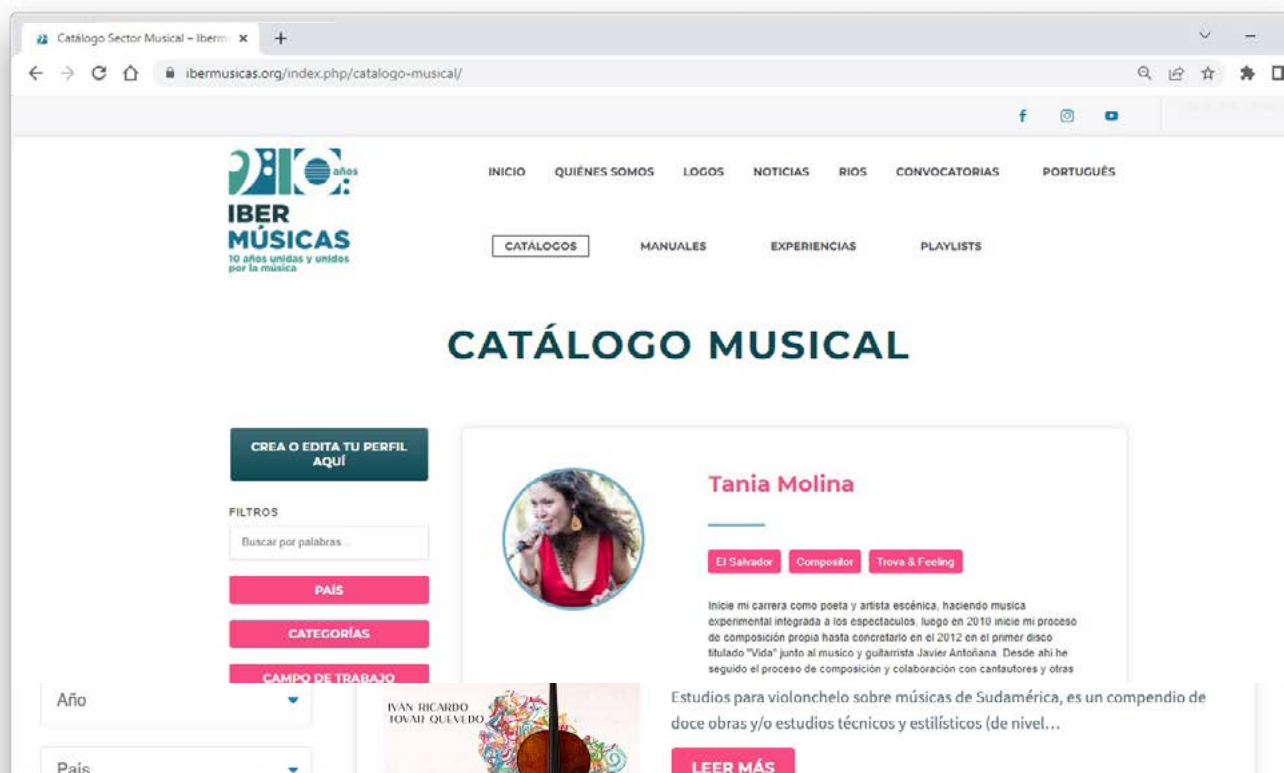 Catálogo Sector Musical – Iberm
ibermusicas.org/index.php/catalogo-musical/
10 años
IBER
MÚSICAS
10 años unidas y unidos
por la música
INICIO QUIÉNES SOMOS LOGOS NOTICIAS RIOS CONVOCATORIAS PORTUGUÊS
CATÁLOGOS MANUALES EXPERIENCIAS PLAYLISTS
CATÁLOGO MUSICAL
CREA O EDITA TU PERFIL
AQUÍ
FILTROS
Buscar por palabras...
PAÍS
CATEGORÍAS
CAMPO DE TRABAJO
Tania Molina
El Salvador Compositor Trova & Feeling
Inicie mi carrera como poeta y artista escénica, haciendo musica
experimental integrada a los espectaculos, luego en 2010 inicie mi proceso
de composición propia hasta concretarlo en el 2012 en el primer disco
titulado "Vida" junto al musico y guitarrista Javier Antoñana. Desde ahi he
seguido el proceso de composición y colaboración con cantautores y otras
Año
País
IVÁN RICARDO
TOVAR QUEVEDO
Estudios para violonchelo sobre músicas de Sudamérica, es un compendio de
doce obras y/o estudios técnicos y estilísticos (de nivel…
LEER MÁS